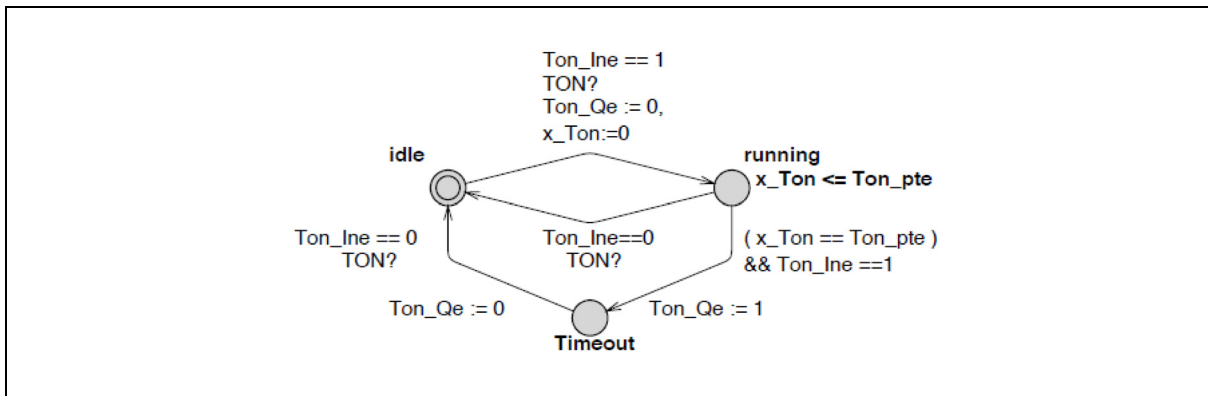 Ton_Ine == 1
TON?
Ton_Qe := 0,
x_Ton:=0
idle
running
x_Ton <= Ton_pte
Ton_Ine == 0
TON?
Ton_Ine==0
TON?
( x_Ton == Ton_pte )
&& Ton_Ine ==1
Ton_Qe := 0
Ton_Qe := 1
Timeout